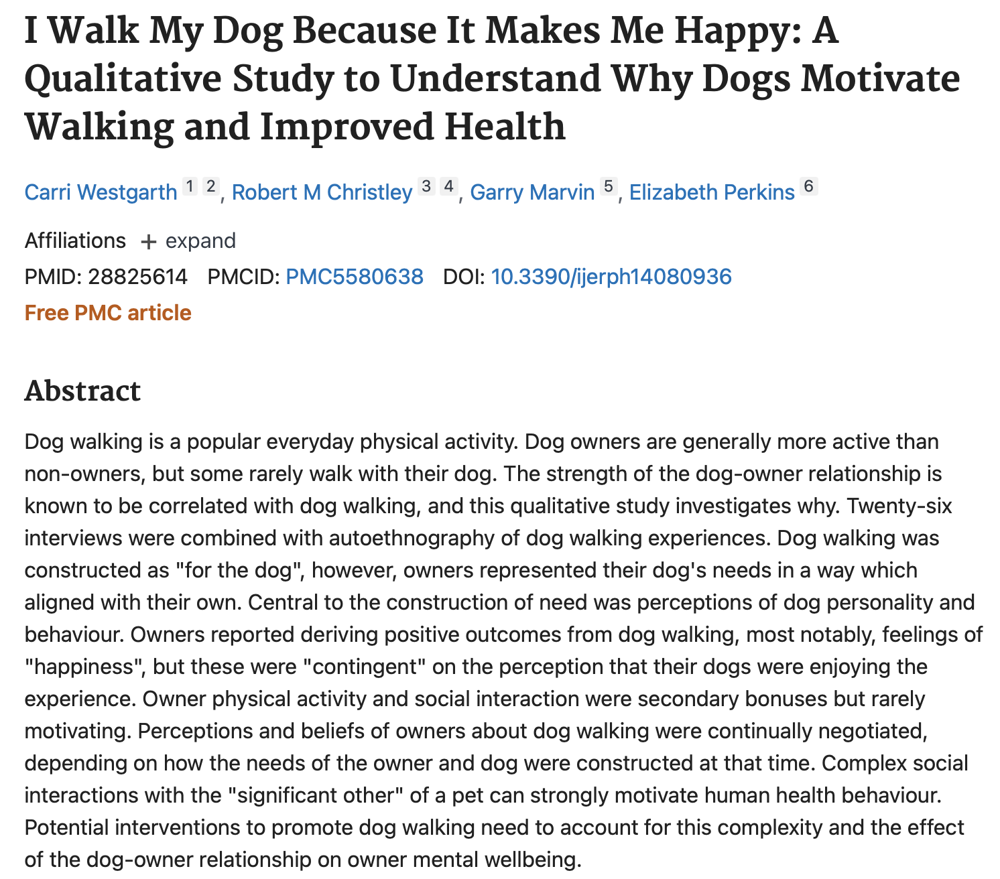 I Walk My Dog Because It Makes Me Happy: A
Qualitative Study to Understand Why Dogs Motivate
Walking and Improved Health
Carri Westgarth 1 2, Robert M Christley 3 4, Garry Marvin 5, Elizabeth Perkins 6
Affiliations + expand
PMID: 28825614 PMCID: PMC5580638 DOI: 10.3390/ijerph14080936
Free PMC article
Abstract
Dog walking is a popular everyday physical activity. Dog owners are generally more active than
non-owners, but some rarely walk with their dog. The strength of the dog-owner relationship is
known to be correlated with dog walking, and this qualitative study investigates why. Twenty-six
interviews were combined with autoethnography of dog walking experiences. Dog walking was
constructed as "for the dog", however, owners represented their dog's needs in a way which
aligned with their own. Central to the construction of need was perceptions of dog personality and
behaviour. Owners reported deriving positive outcomes from dog walking, most notably, feelings of
"happiness", but these were "contingent" on the perception that their dogs were enjoying the
experience. Owner physical activity and social interaction were secondary bonuses but rarely
motivating. Perceptions and beliefs of owners about dog walking were continually negotiated,
depending on how the needs of the owner and dog were constructed at that time. Complex social
interactions with the "significant other" of a pet can strongly motivate human health behaviour.
Potential interventions to promote dog walking need to account for this complexity and the effect
of the dog-owner relationship on owner mental wellbeing.